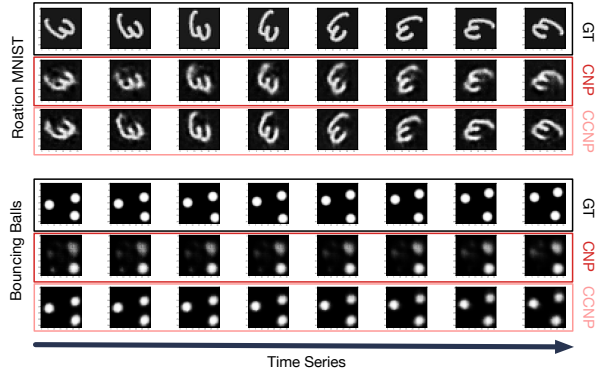 Roation MNIST
GT
CNP
CCNP
Bouncing Balls
GT
CNP
CCNP
Time Series